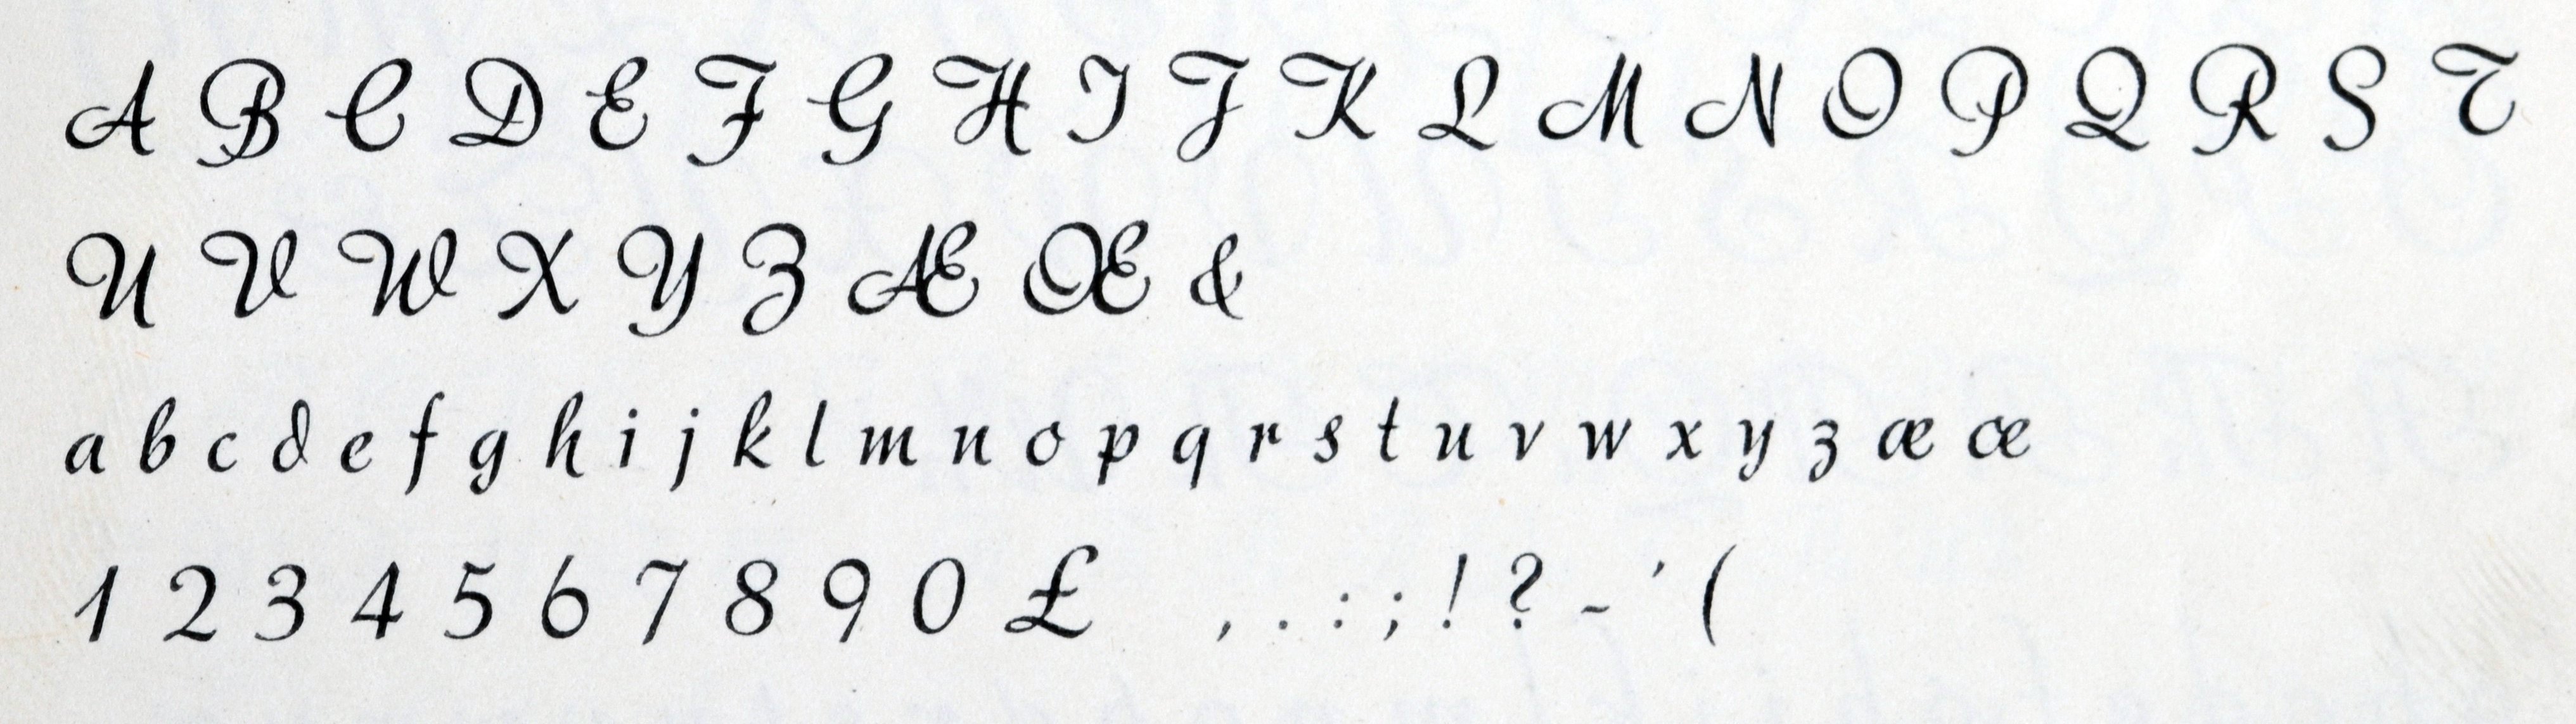 A B C D E F G H I J K L M N O P Q R S T
U V W X Y Z Æ Œ &
a b c d e f g h i j k l m n o p q r s t u v w x y z æ œ
1 2 3 4 5 6 7 8 9 0 £ , . : ; ! ? - ’ (